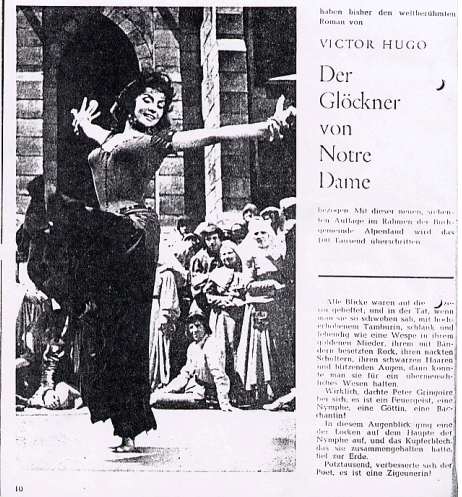 haben bisher den weltberühmten
Roman von
VICTOR HUGO
Der
Glöckner
von
Notre
Dame
bezogen. Mit dieser neuen, sieben-
ten Auflage im Rahmen der Buch-
gemeinde Alpenland wird das
100. Tausend überschritten.
Alle Blicke waren auf die
geheftet; und in der Tat, wenn
man sie so schweben sah, mit hoch-
erhobenem Tamburin, schlank und
lebendig wie eine Wespe in ihrem
goldenen Mieder, ihrem mit Bän-
dern besetzten Rock, ihren nackten
Schultern, ihren schwarzen Haaren
und blitzenden Augen, dann konn-
te man sie für ein übermensch-
liches Wesen halten.
Wirklich, dachte Peter Gringoire
bei sich, es ist ein Feuergeist, eine
Nymphe, eine Göttin, eine Bac-
chantin!
In diesem Augenblick ging eine
der Locken auf dem Haupte der
Nymphe auf, und das Kupferblech,
das sie zusammengehalten hatte,
fiel zur Erde.
Potztausend, verbesserte sich der
Poet, es ist eine Zigeunerin!
10